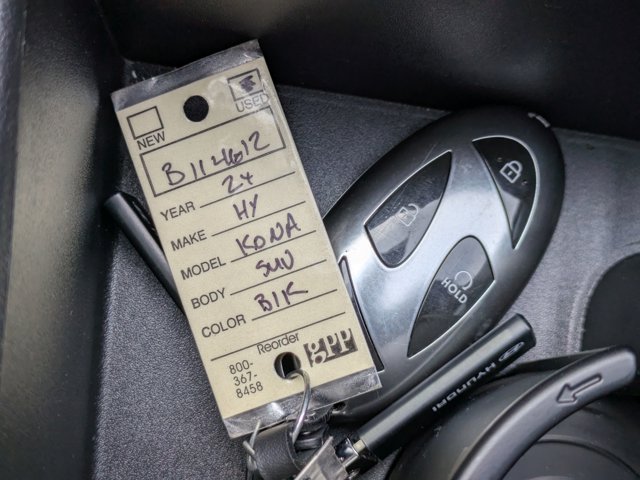 NEW
USED
B114612
YEAR 24
MAKE HY
MODEL KONA
BODY SUV
COLOR Blk
Reorder
800-
367-
8458
gpp
HOLD
HYUNDAI